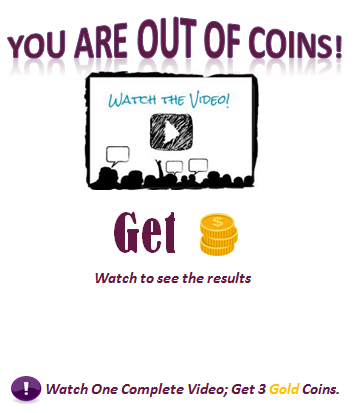 YOU ARE OUT OF COINS!
WATCH THE VIDEO!
Get
$
Watch to see the results
! Watch One Complete Video; Get 3 Gold Coins.